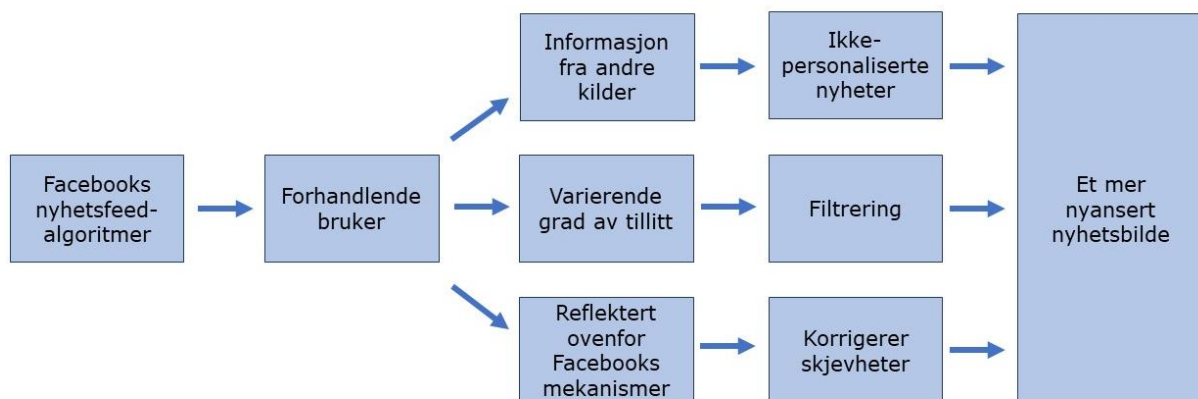 Facebooks
nyhetsfeed-
algoritmer
Forhandlende
bruker
Informasjon
fra andre
kilder
Ikke-
personaliserte
nyheter
Varierende
grad av tillitt
Filtrering
Reflektert
ovenfor
Facebooks
mekanismer
Korrigerer
skjevheter
Et mer
nyansert
nyhetsbilde